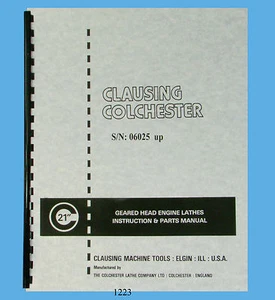 CLAUSING
COLCHESTER
S/N: 06025 up
21"
GEARED HEAD ENGINE LATHES
INSTRUCTION & PARTS MANUAL
CLAUSING MACHINE TOOLS : ELGIN : ILL : U.S.A.
Manufactured by
THE COLCHESTER LATHE COMPANY LTD : COLCHESTER : ENGLAND
1223